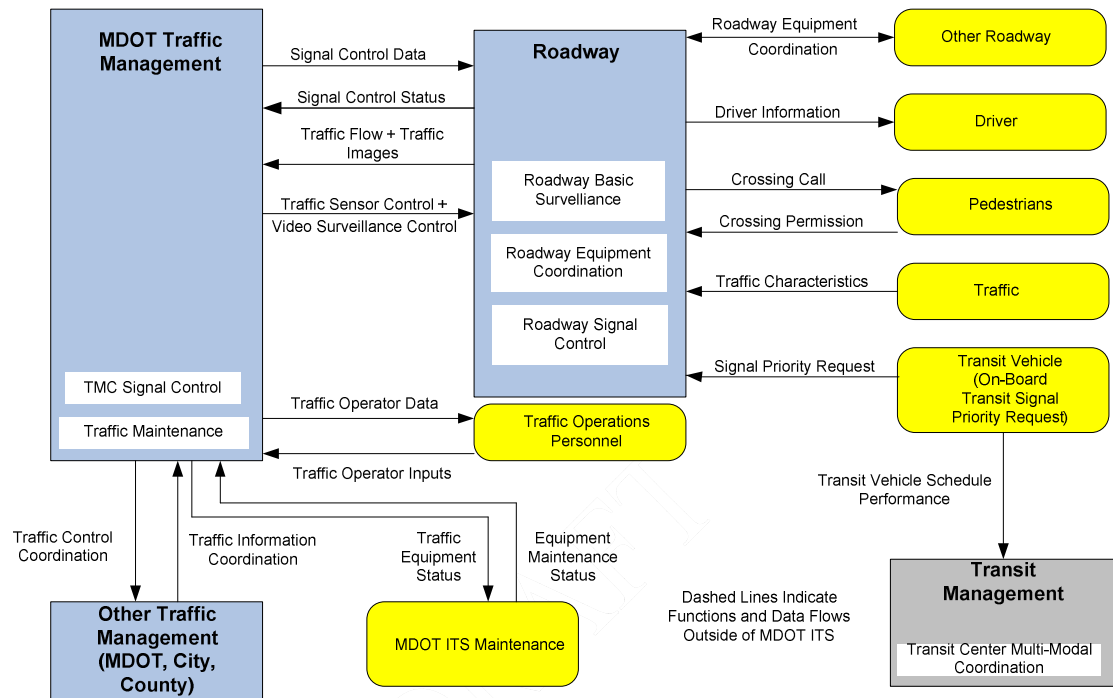 MDOT Traffic
Management
Signal Control Data
Signal Control Status
Traffic Flow + Traffic
Images
Traffic Sensor Control +
Video Surveillance Control
TMC Signal Control
Traffic Maintenance
Roadway
Roadway Basic
Survelliance
Roadway Equipment
Coordination
Roadway Signal
Control
Roadway Equipment
Coordination
Other Roadway
Driver Information
Driver
Crossing Call
Crossing Permission
Pedestrians
Traffic Characteristics
Traffic
Signal Priority Request
Transit Vehicle
(On-Board
Transit Signal
Priority Request)
Traffic Operator Data
Traffic Operations
Personnel
Traffic Operator Inputs
Transit Vehicle Schedule
Performance
Traffic Control
Coordination
Traffic Information
Coordination
Traffic
Equipment
Status
Equipment
Maintenance
Status
Other Traffic
Management
(MDOT, City,
County)
MDOT ITS Maintenance
Dashed Lines Indicate
Functions and Data Flows
Outside of MDOT ITS
Transit
Management
Transit Center Multi-Modal
Coordination